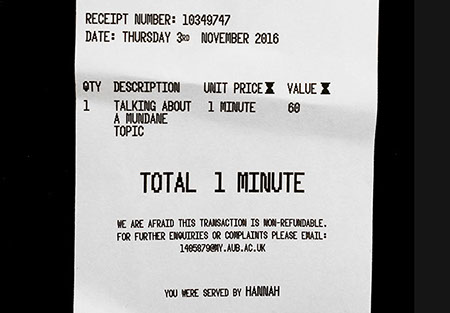 RECEIPT NUMBER: 10349747
DATE: THURSDAY 3RD NOVEMBER 2016
QTY DESCRIPTION UNIT PRICE⧗ VALUE⧗
1 TALKING ABOUT 1 MINUTE 60
A MUNDANE
TOPIC
TOTAL 1 MINUTE
WE ARE AFRAID THIS TRANSACTION IS NON-REFUNDABLE.
FOR FURTHER ENQUIRIES OR COMPLAINTS PLEASE EMAIL:
1405879@MY.AUB.AC.UK
YOU WERE SERVED BY HANNAH